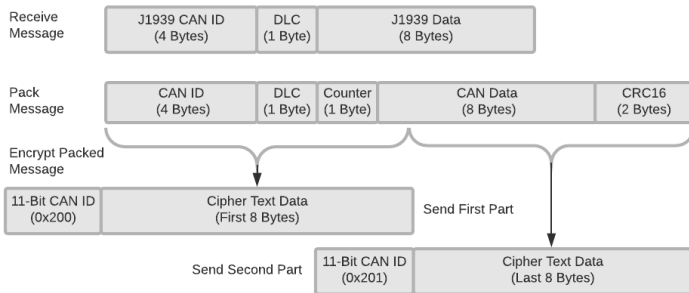 Receive
Message
J1939 CAN ID
(4 Bytes)
DLC
(1 Byte)
J1939 Data
(8 Bytes)
Pack
Message
CAN ID
(4 Bytes)
DLC
(1 Byte)
Counter
(1 Byte)
CAN Data
(8 Bytes)
CRC16
(2 Bytes)
Encrypt Packed
Message
11-Bit CAN ID
(0x200)
Cipher Text Data
(First 8 Bytes)
Send First Part
Send Second Part
11-Bit CAN ID
(0x201)
Cipher Text Data
(Last 8 Bytes)